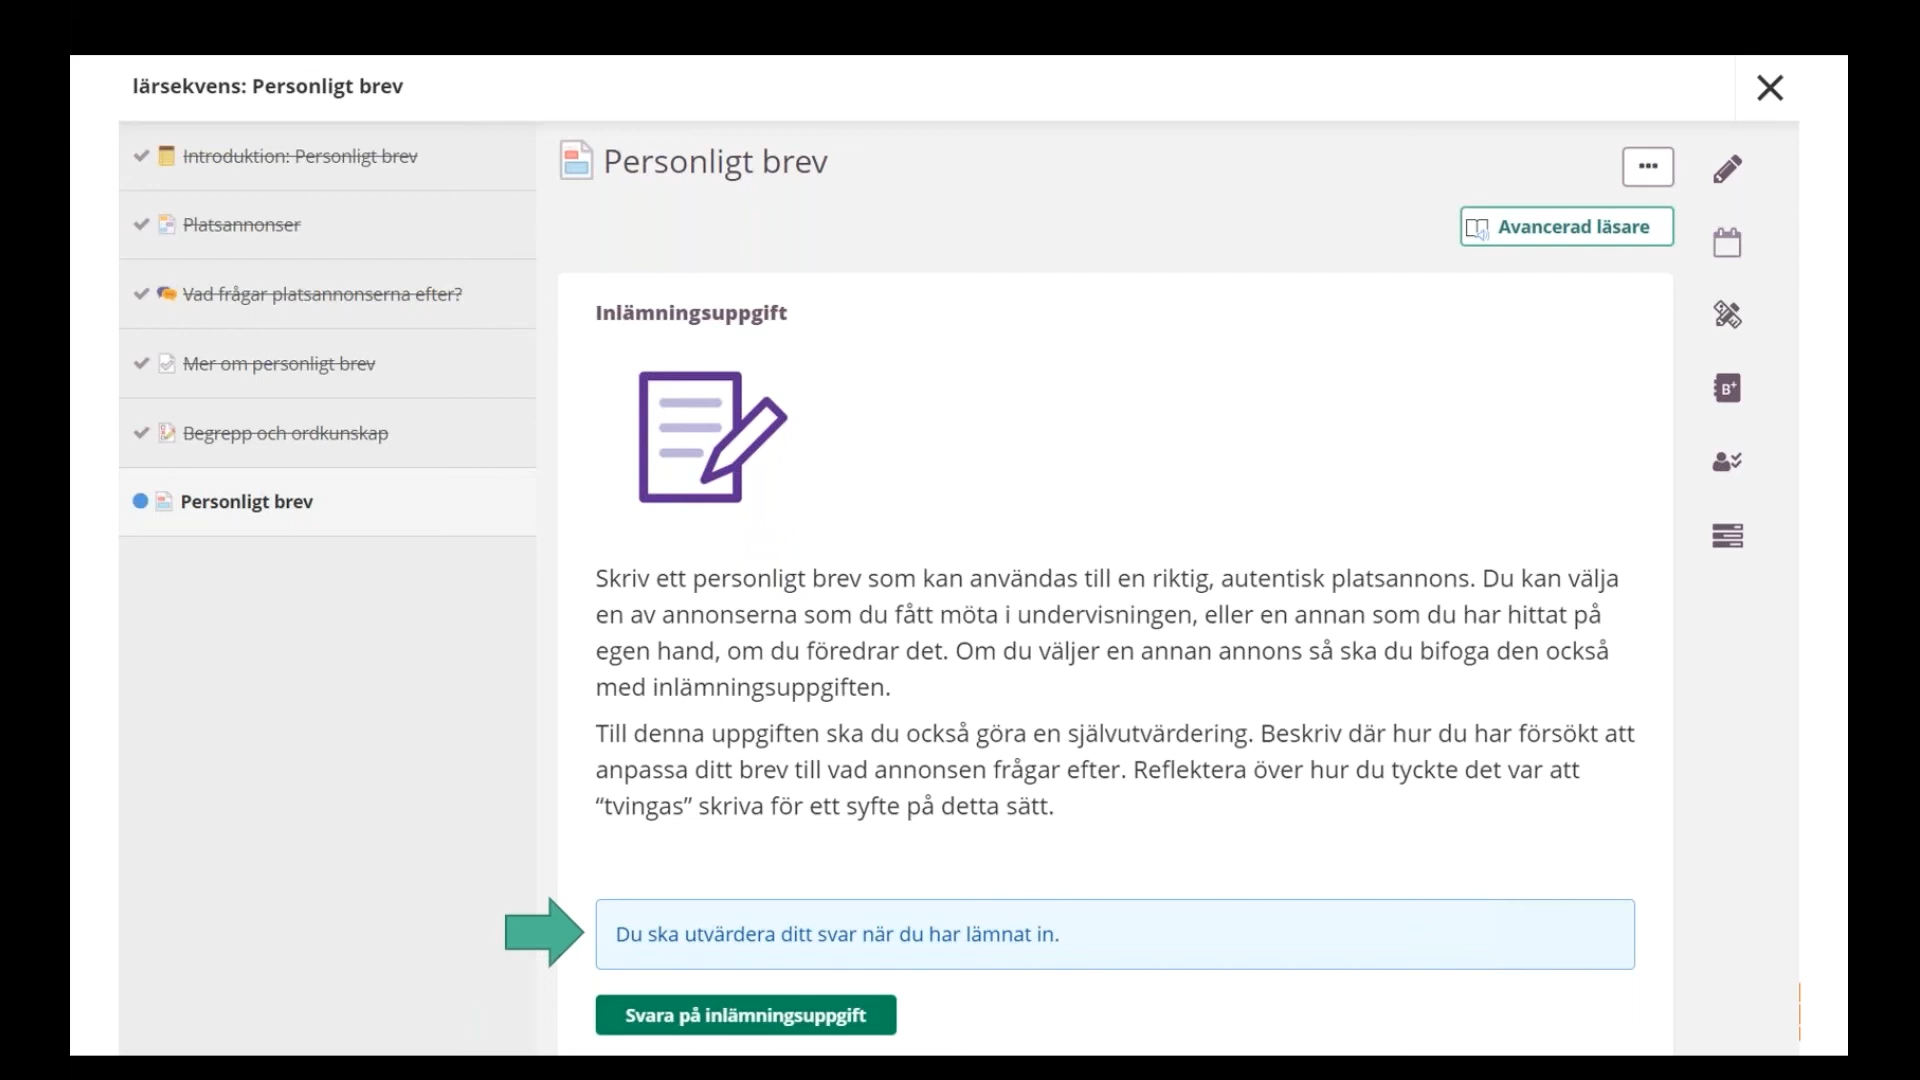 lärsekvens: Personligt brev
Introduktion: Personligt brev
Platsannonser
Vad frågar platsannonserna efter?
Mer om personligt brev
Begrepp och ordkunskap
Personligt brev
Personligt brev
Avancerad läsare
Inlämningsuppgift
Skriv ett personligt brev som kan användas till en riktig, autentisk platsannons. Du kan välja
en av annonserna som du fått möta i undervisningen, eller en annan som du har hittat på
egen hand, om du föredrar det. Om du väljer en annan annons så ska du bifoga den också
med inlämningsuppgiften.
Till denna uppgiften ska du också göra en självutvärdering. Beskriv där hur du har försökt att
anpassa ditt brev till vad annonsen frågar efter. Reflektera över hur du tyckte det var att
“tvingas” skriva för ett syfte på detta sätt.
Du ska utvärdera ditt svar när du har lämnat in.
Svara på inlämningsuppgift
B+